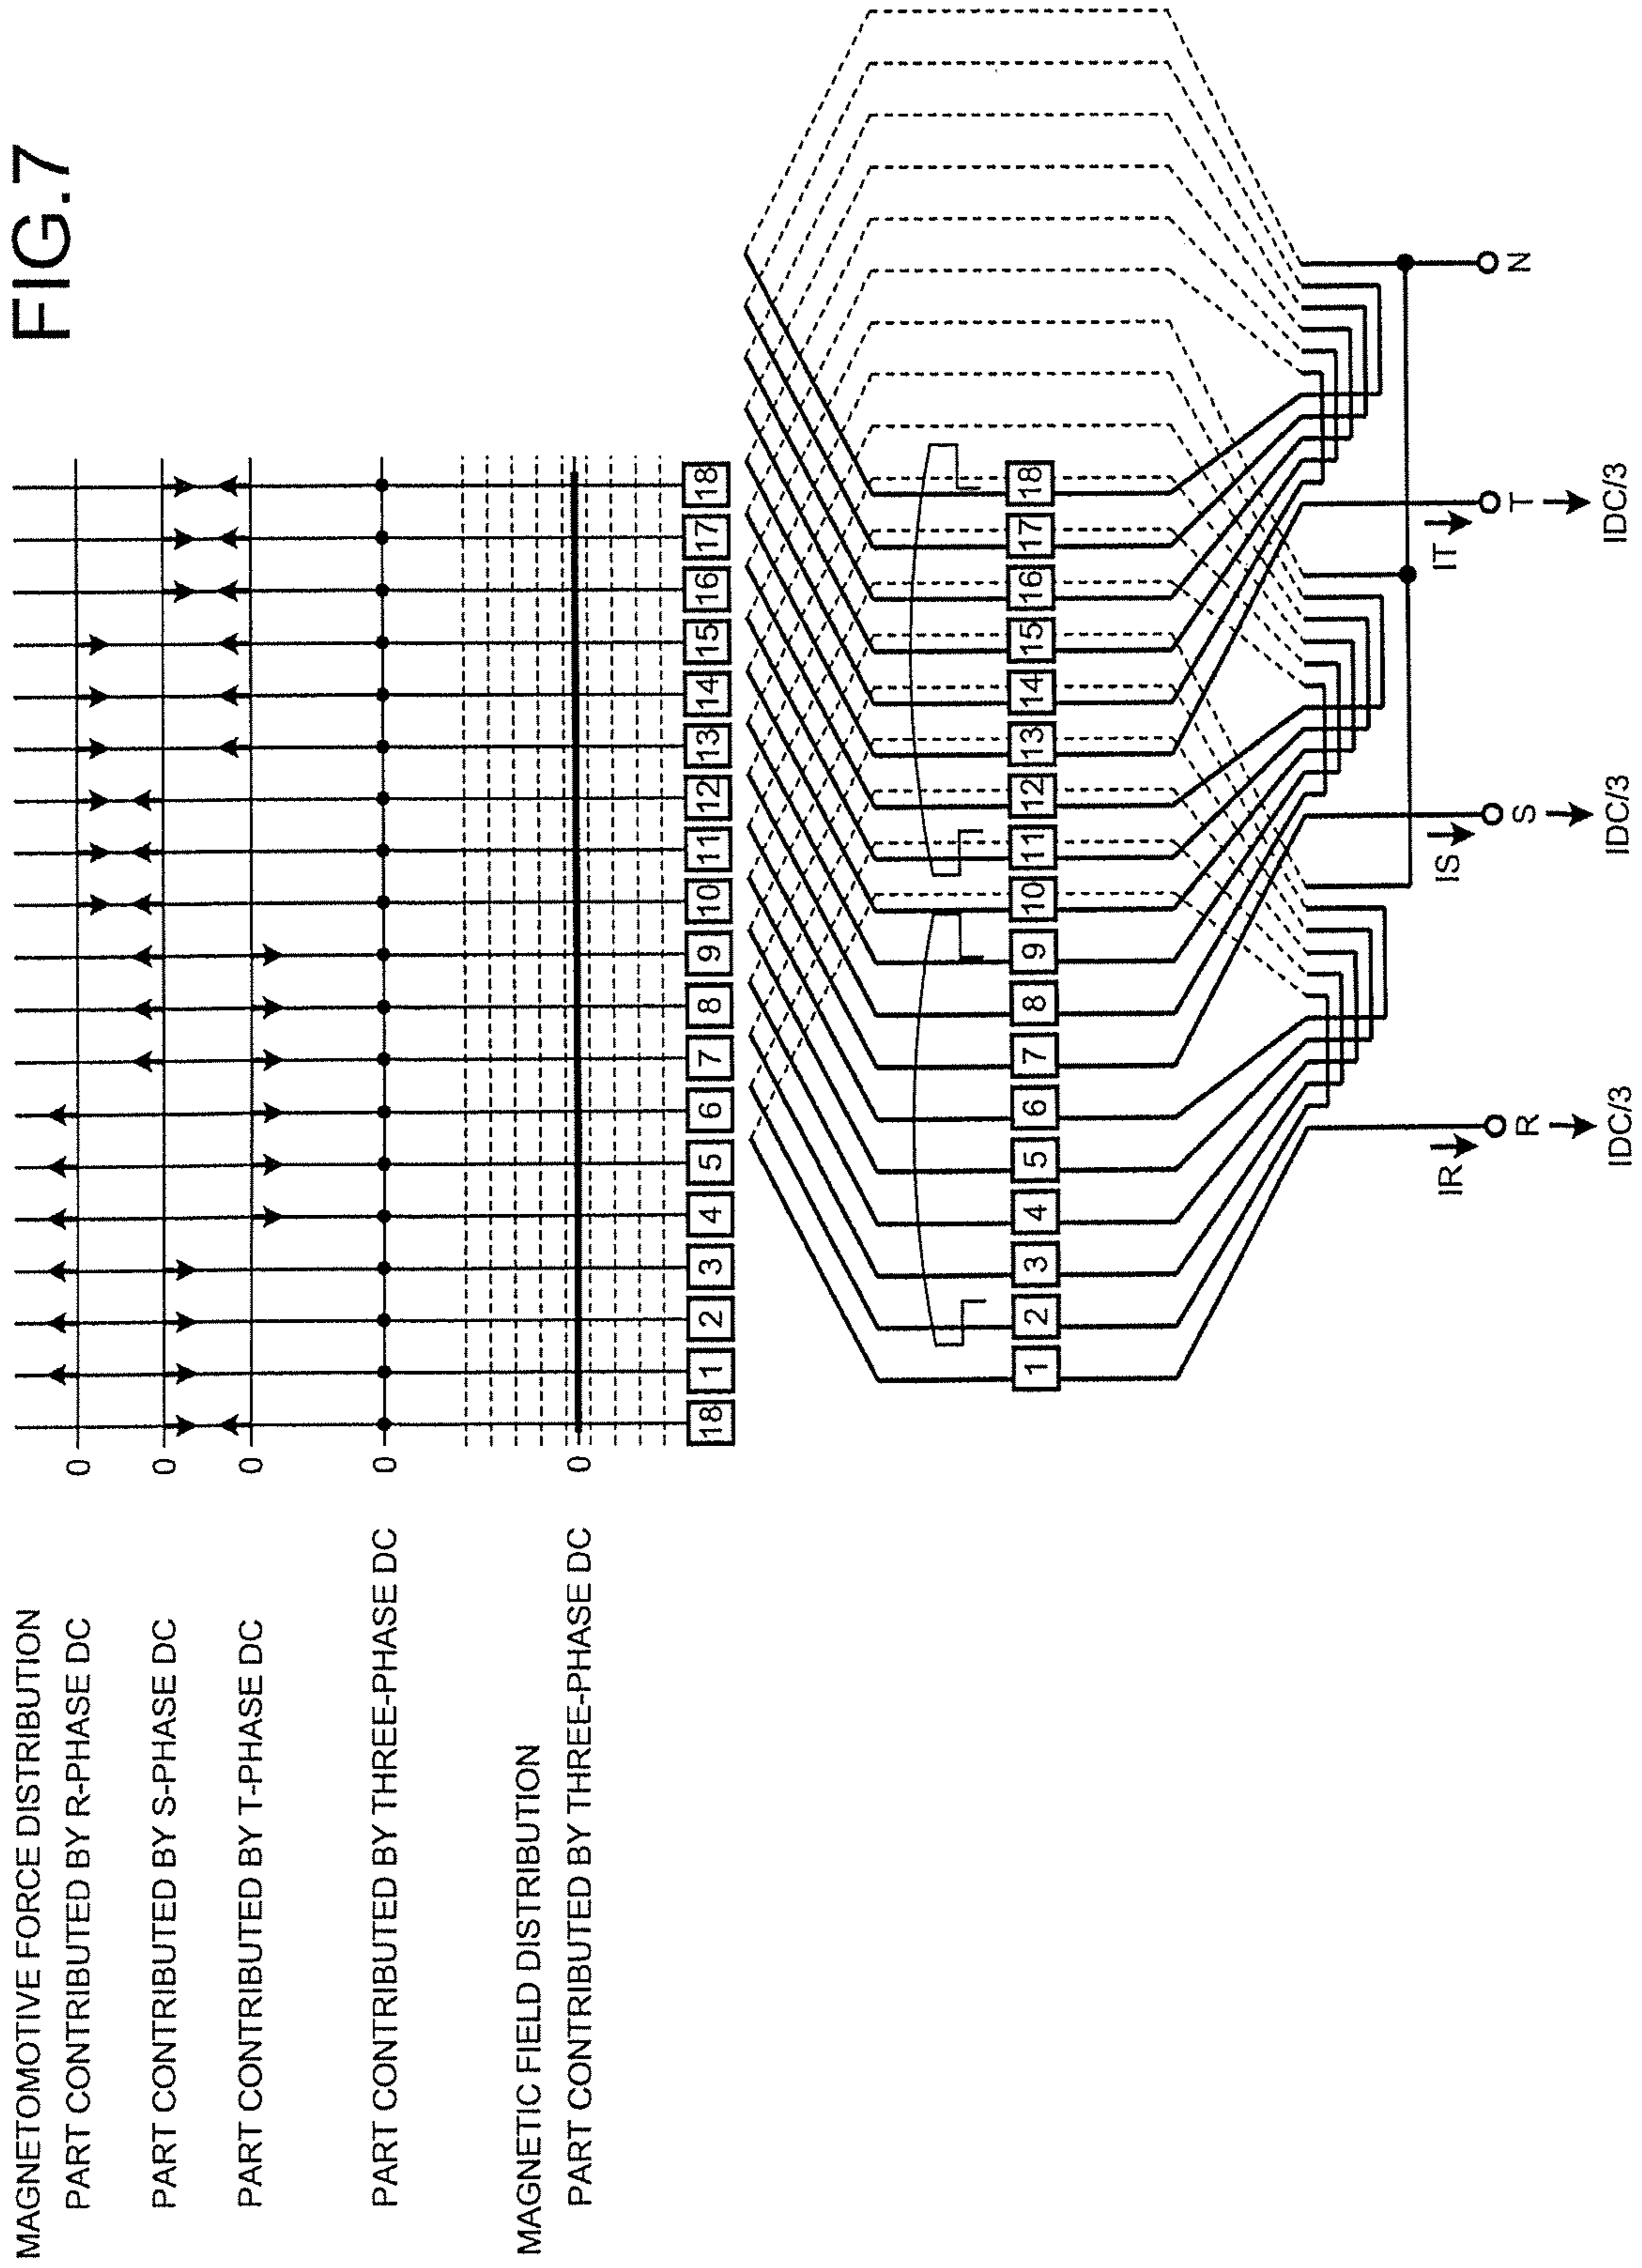 FIG.7
MAGNETOMOTIVE FORCE DISTRIBUTION
PART CONTRIBUTED BY R-PHASE DC
0
PART CONTRIBUTED BY S-PHASE DC
0
PART CONTRIBUTED BY T-PHASE DC
0
PART CONTRIBUTED BY THREE-PHASE DC
0
MAGNETIC FIELD DISTRIBUTION
PART CONTRIBUTED BY THREE-PHASE DC
0
18 1 2 3 4 5 6 7 8 9 10 11 12 13 14 15 16 17 18
1 2 3 4 5 6 7 8 9 10 11 12 13 14 15 16 17 18
IR IS IT
R S T N
IDC/3 IDC/3 IDC/3